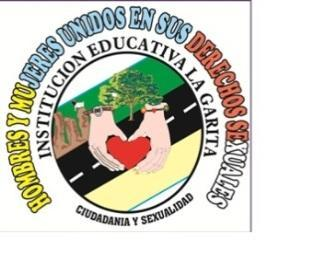 HOMBRES Y MUJERES UNIDOS EN SUS DERECHOS SEXUALES
INSTITUCION EDUCATIVA LA GARITA
CIUDADANIA Y SEXUALIDAD